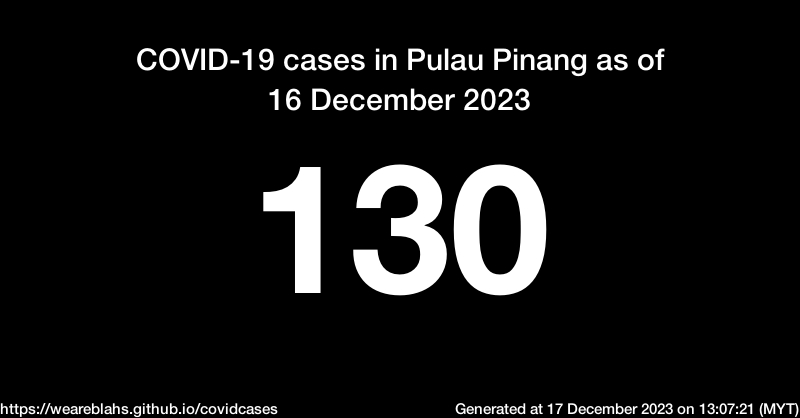 COVID-19 cases in Pulau Pinang as of
16 December 2023
130
https://weareblahs.github.io/covidcases
Generated at 17 December 2023 on 13:07:21 (MYT)